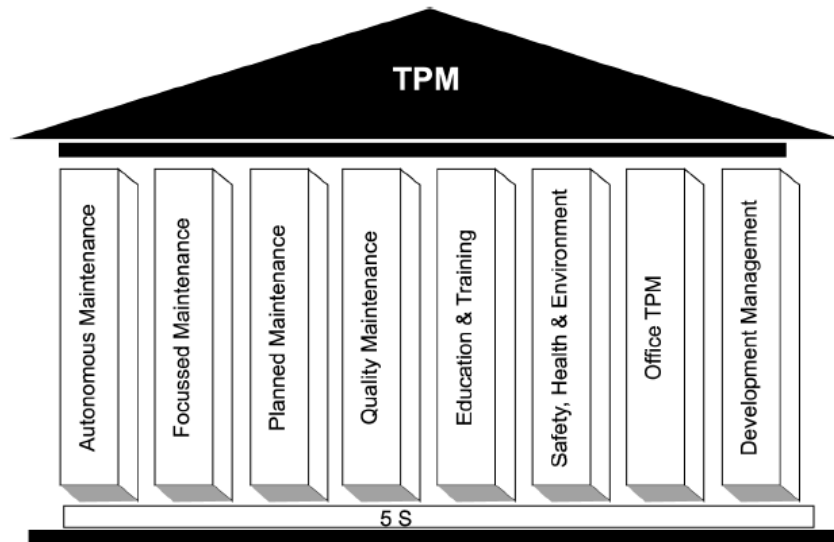 TPM
Autonomous Maintenance
Focussed Maintenance
Planned Maintenance
Quality Maintenance
Education & Training
Safety, Health & Environment
Office TPM
Development Management
5 S